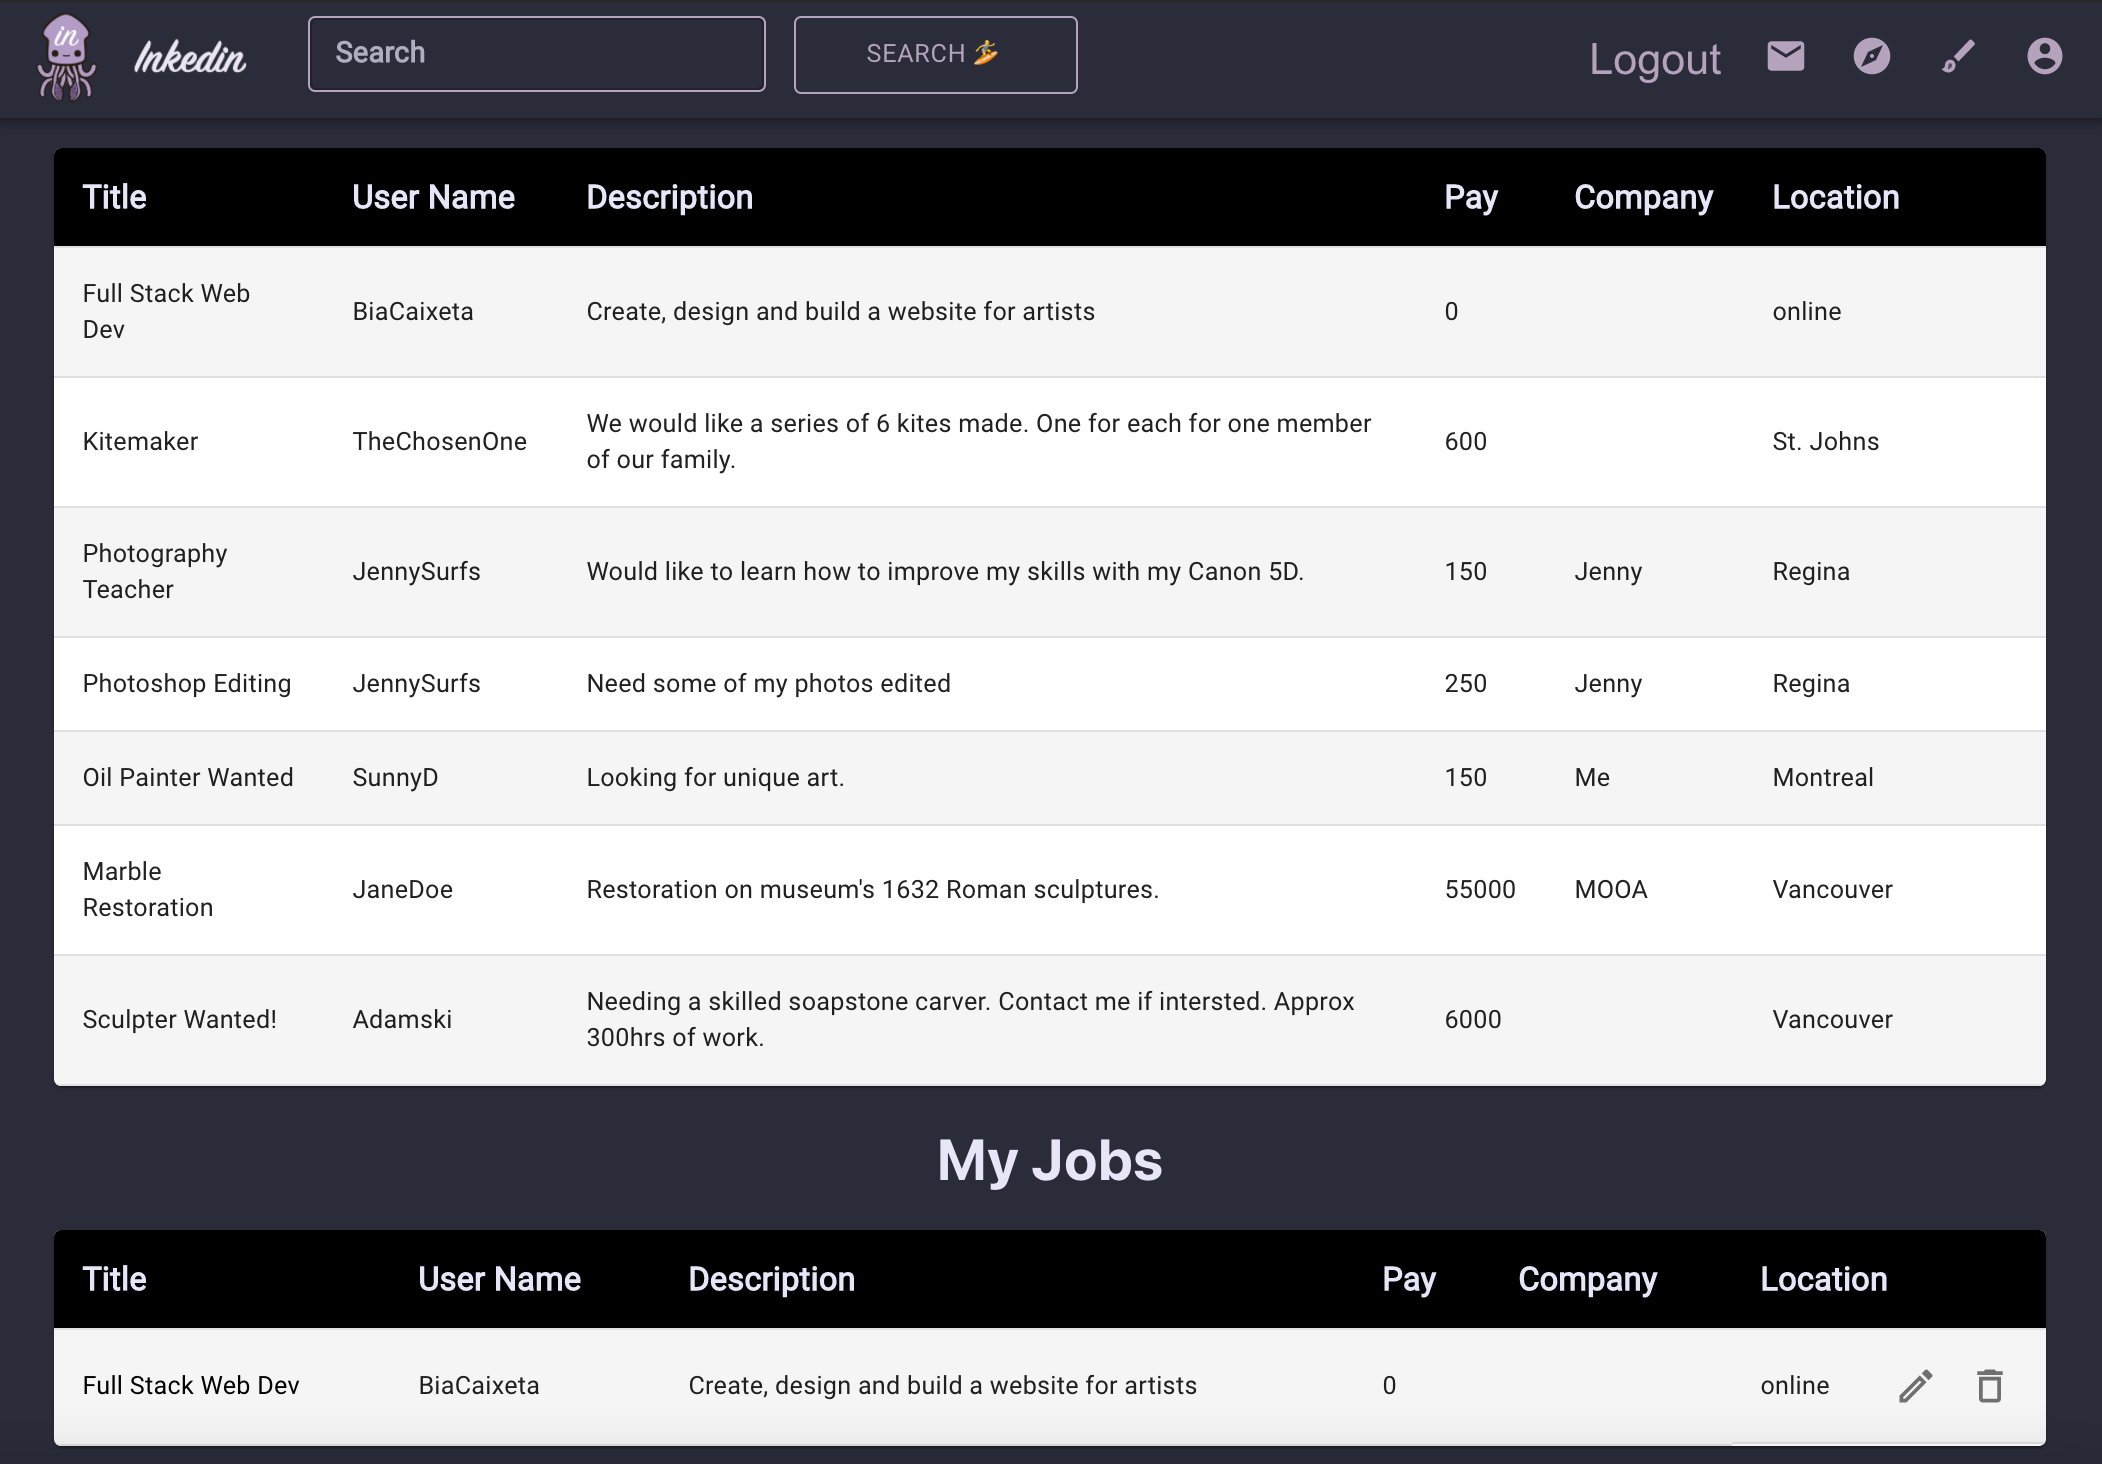 in
Inkedin
Search
SEARCH 🏄
Logout
Title User Name Description Pay Company Location
Full Stack Web
Dev
BiaCaixeta
Create, design and build a website for artists
0
online
Kitemaker
TheChosenOne
We would like a series of 6 kites made. One for each for one member
of our family.
600
St. Johns
Photography
Teacher
JennySurfs
Would like to learn how to improve my skills with my Canon 5D.
150
Jenny
Regina
Photoshop Editing JennySurfs Need some of my photos edited 250 Jenny Regina
Oil Painter Wanted SunnyD Looking for unique art. 150 Me Montreal
Marble
Restoration
JaneDoe
Restoration on museum's 1632 Roman sculptures.
55000
MOOA
Vancouver
Sculpter Wanted!
Adamski
Needing a skilled soapstone carver. Contact me if intersted. Approx
300hrs of work.
6000
Vancouver
My Jobs
Title User Name Description Pay Company Location
Full Stack Web Dev BiaCaixeta Create, design and build a website for artists 0 online